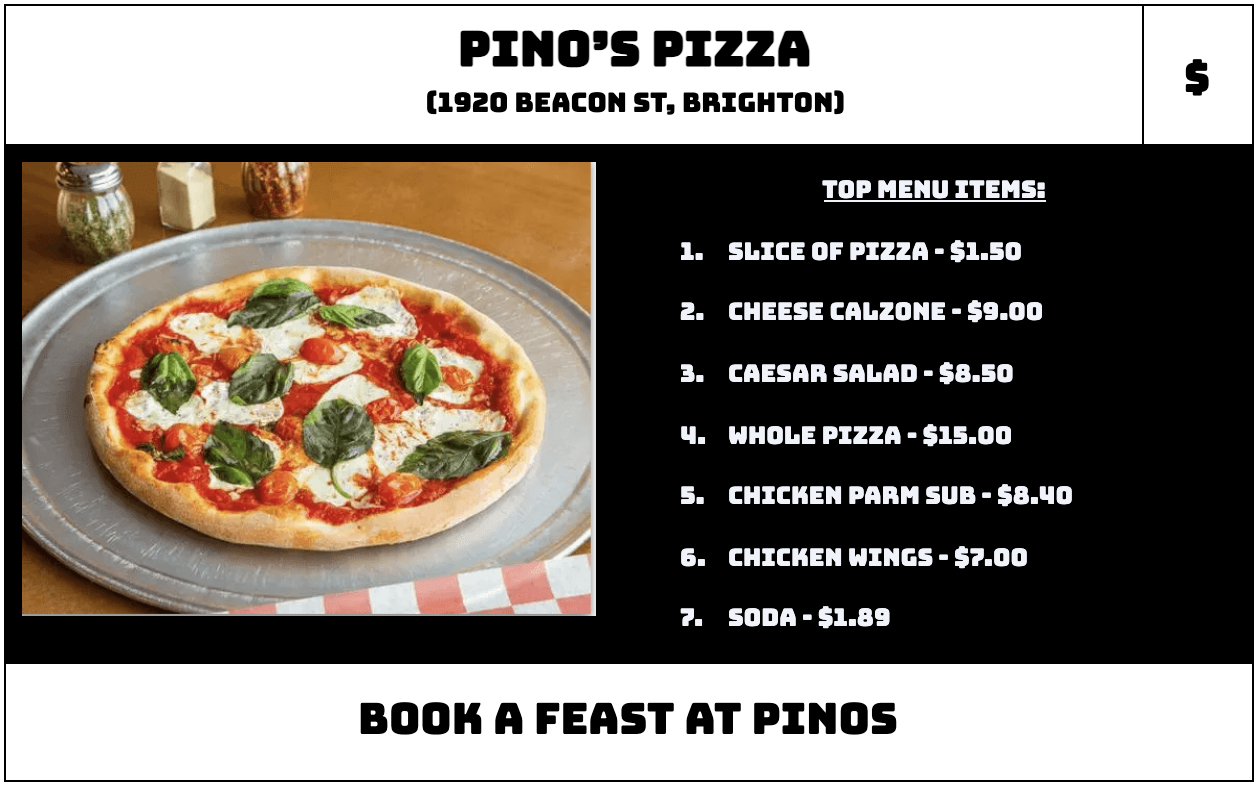 PINO'S PIZZA
(1920 BEACON ST, BRIGHTON)
$
TOP MENU ITEMS:
1. SLICE OF PIZZA - $1.50
2. CHEESE CALZONE - $9.00
3. CAESAR SALAD - $8.50
4. WHOLE PIZZA - $15.00
5. CHICKEN PARM SUB - $8.40
6. CHICKEN WINGS - $7.00
7. SODA - $1.89
BOOK A FEAST AT PINOS